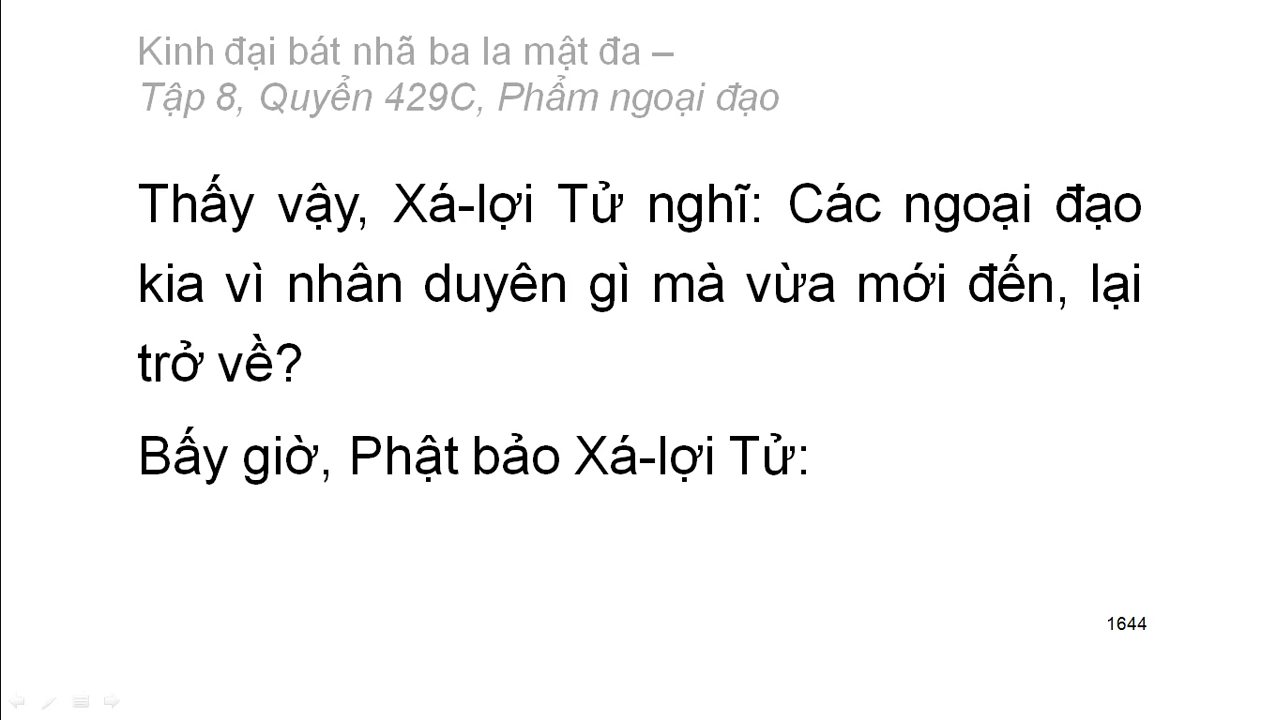 Kinh đại bát nhã ba la mật đa –
Tập 8, Quyển 429C, Phẩm ngoại đạo
Thấy vậy, Xá-lợi Tử nghĩ: Các ngoại đạo
kia vì nhân duyên gì mà vừa mới đến, lại
trở về?
Bấy giờ, Phật bảo Xá-lợi Tử:
1644